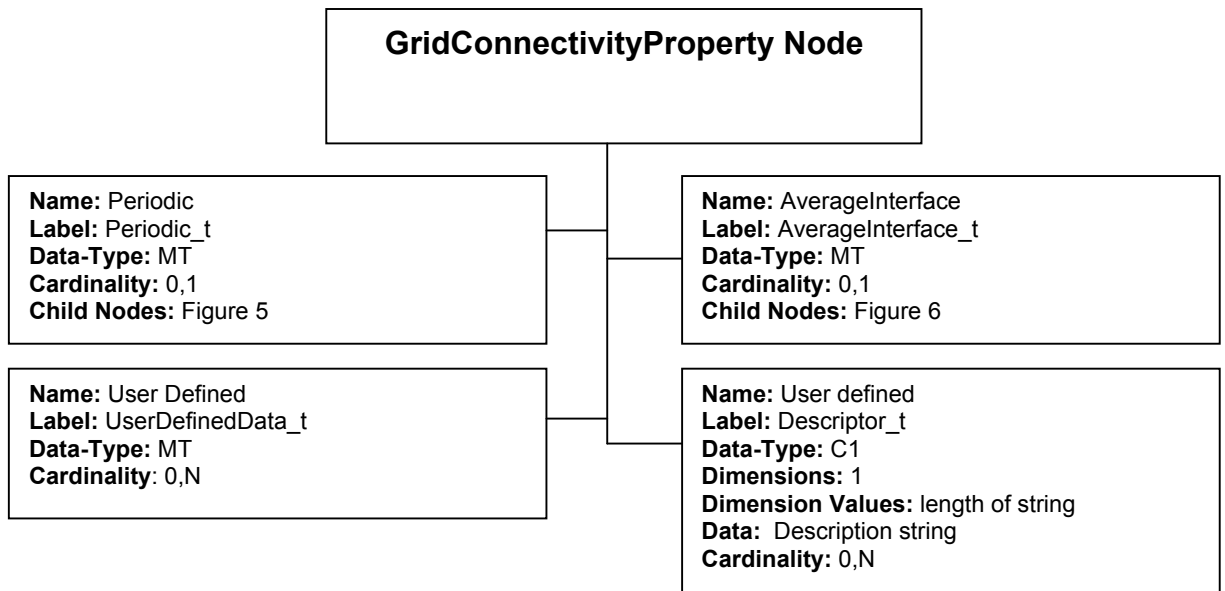 GridConnectivityProperty Node
Name: Periodic
Label: Periodic_t
Data-Type: MT
Cardinality: 0,1
Child Nodes: Figure 5
Name: AverageInterface
Label: AverageInterface_t
Data-Type: MT
Cardinality: 0,1
Child Nodes: Figure 6
Name: User Defined
Label: UserDefinedData_t
Data-Type: MT
Cardinality: 0,N
Name: User defined
Label: Descriptor_t
Data-Type: C1
Dimensions: 1
Dimension Values: length of string
Data: Description string
Cardinality: 0,N